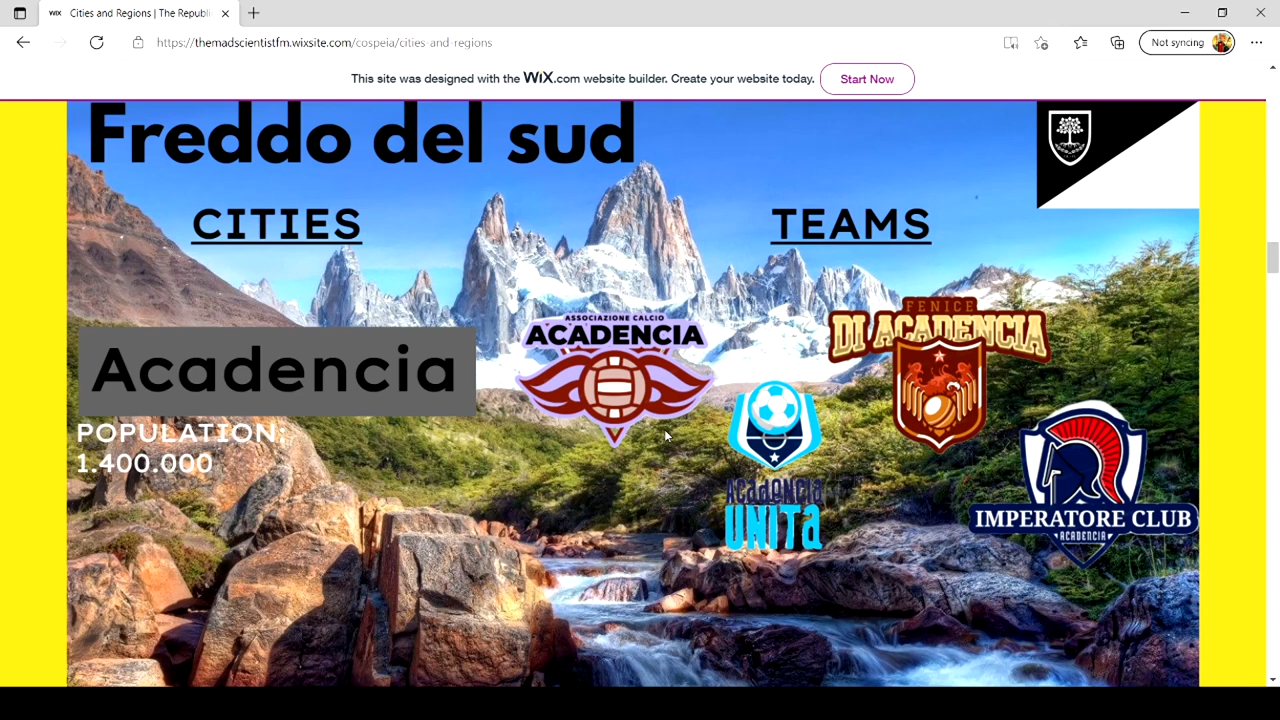 WIX Cities and Regions | The Republi
https://themadscientistfm.wixsite.com/cospeia/cities-and-regions
Not syncing
This site was designed with the WiX.com website builder. Create your website today.
Start Now
Freddo del sud
CITIES
TEAMS
Acadencia
POPULATION:
1.400.000
ASSOCIAZIONE CALCIO
ACADENCIA
FENICE
DI ACADENCIA
ACADENCIA
UNITA
IMPERATORE CLUB
ACADENCIA